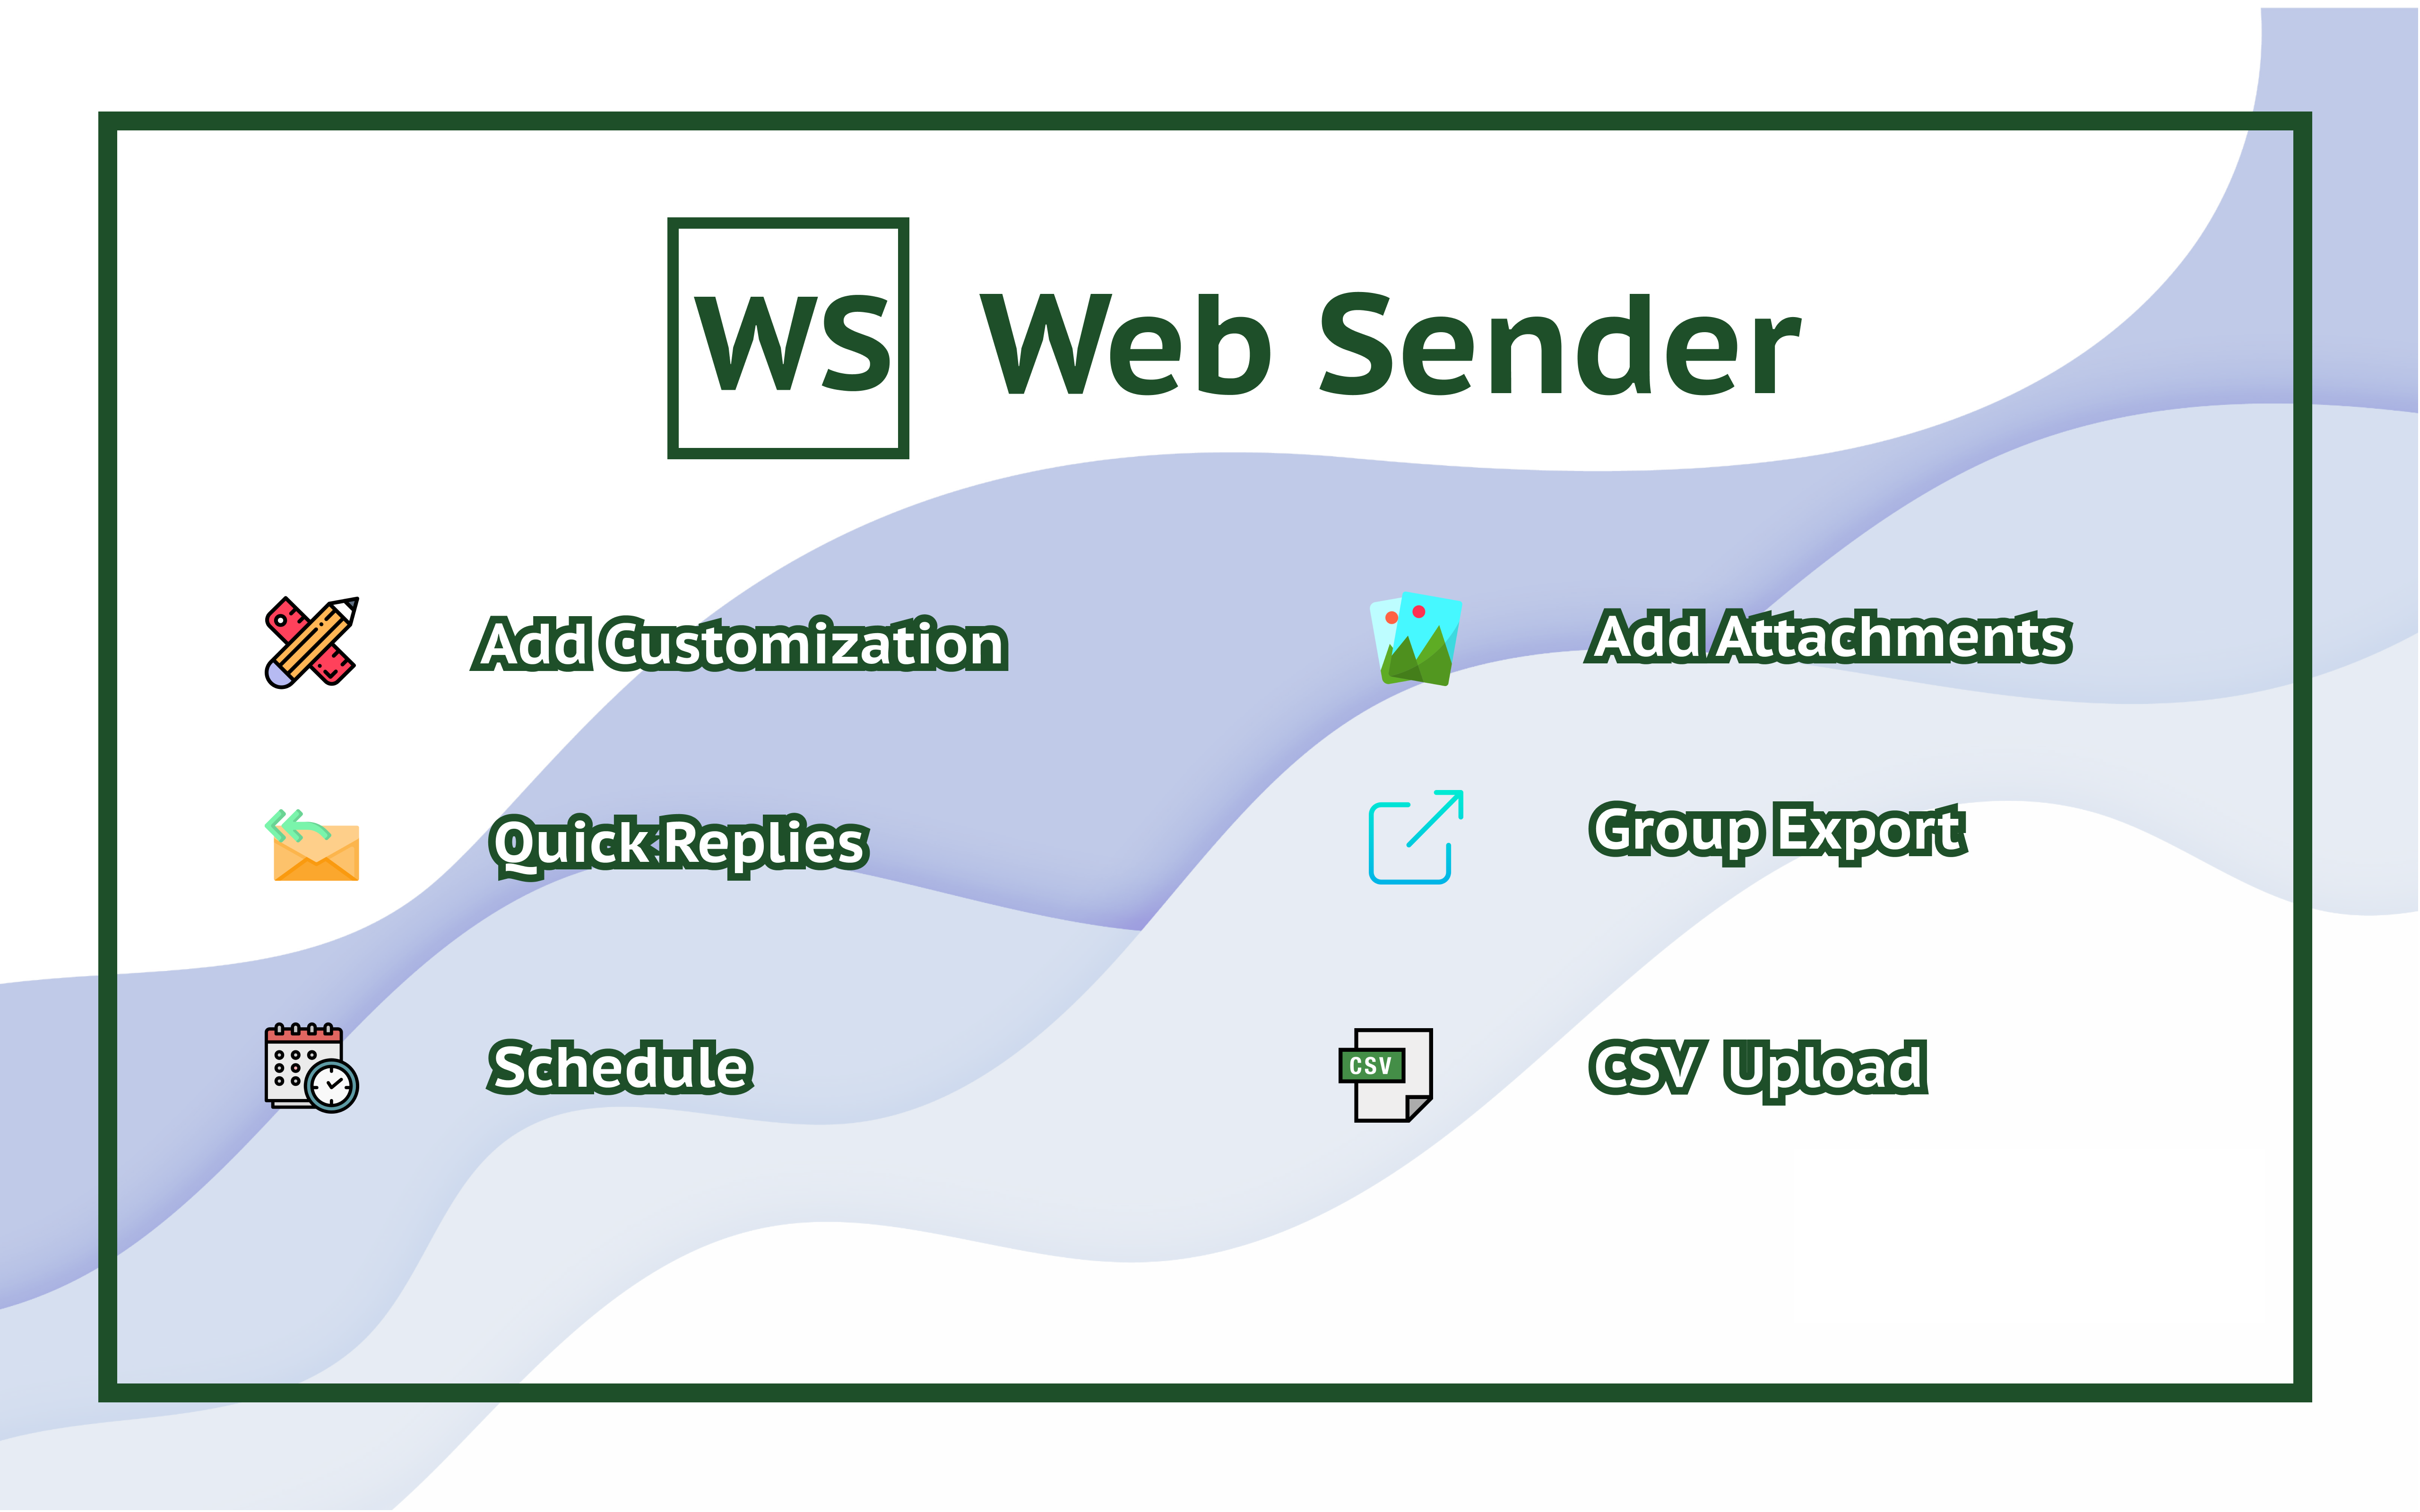 WS
Web Sender
Add Customization
Add Attachments
Quick Replies
Group Export
Schedule
CSV
CSV Upload